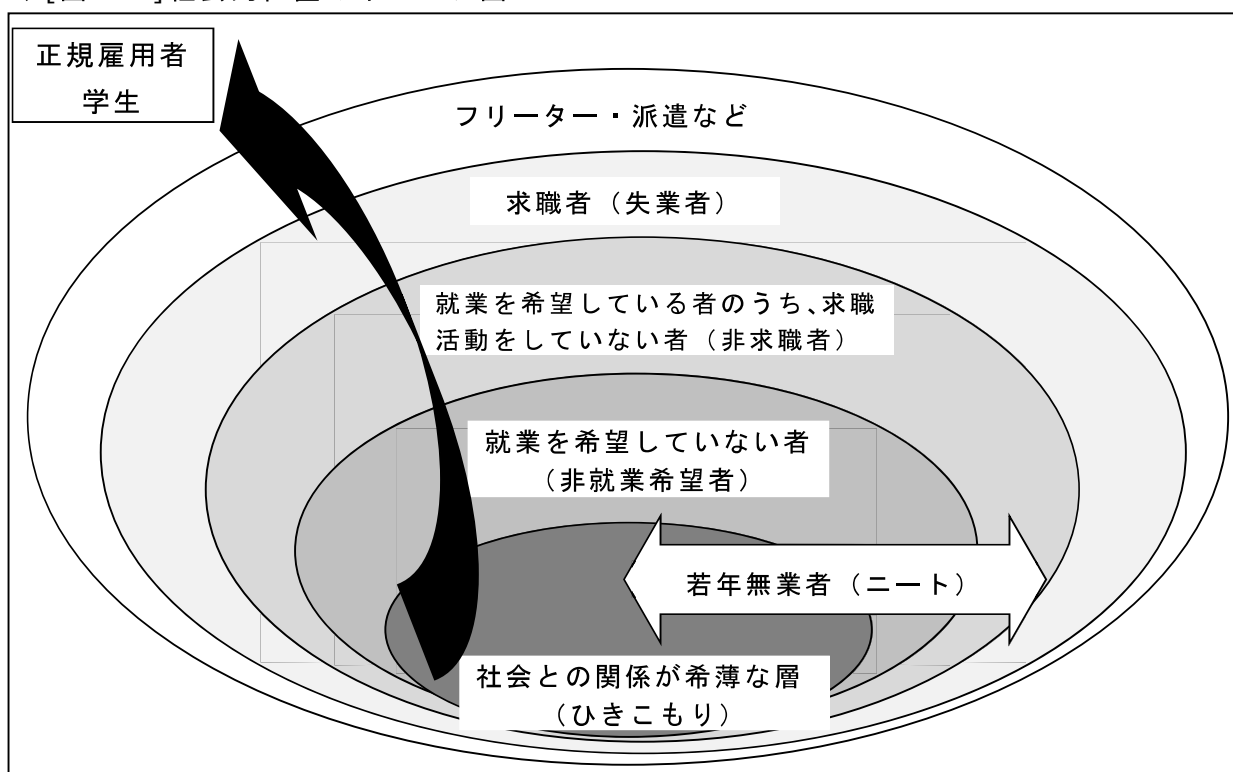 正規雇用者
学生
フリーター・派遣など
求職者（失業者）
就業を希望している者のうち、求職
活動をしていない者（非求職者）
就業を希望していない者
（非就業希望者）
若年無業者（ニート）
社会との関係が希薄な層
（ひきこもり）